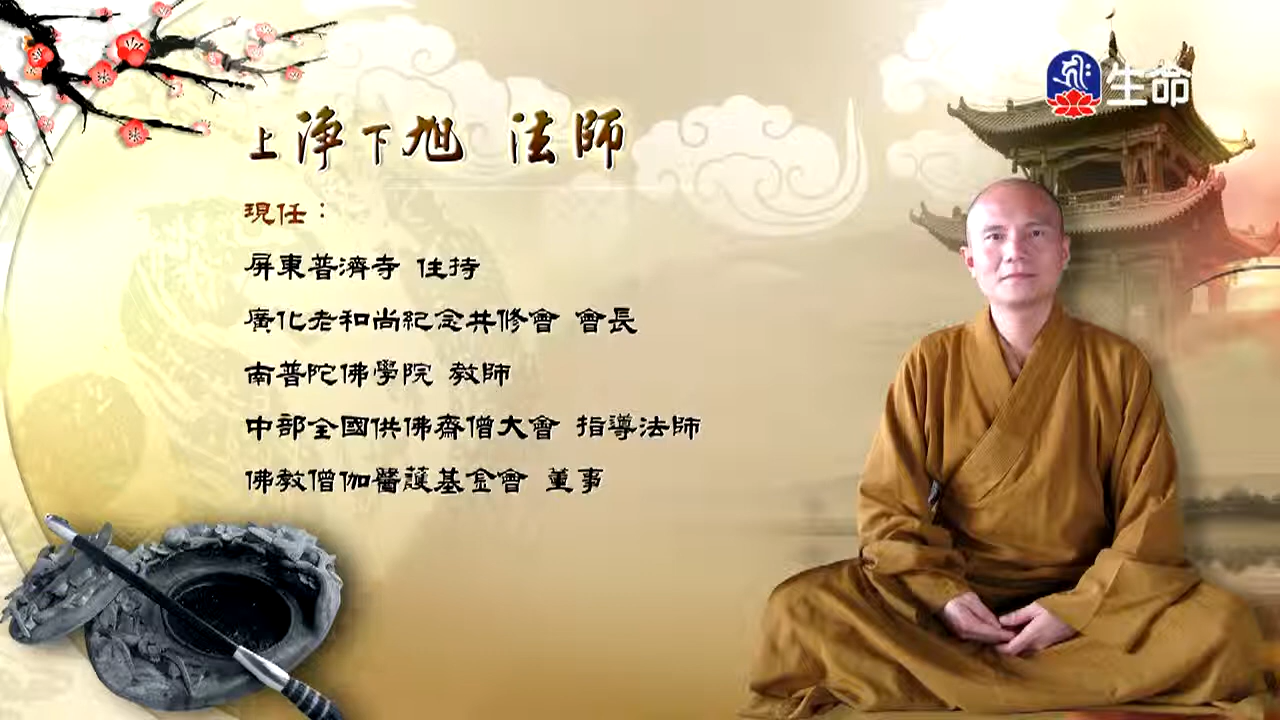 生命
上淨下旭 法師
現任：
屏東普濟寺 住持
廣化老和尚紀念共修會 會長
南普陀佛學院 教師
中部全國供佛齋僧大會 指導法師
佛教僧伽醫護基金會 董事